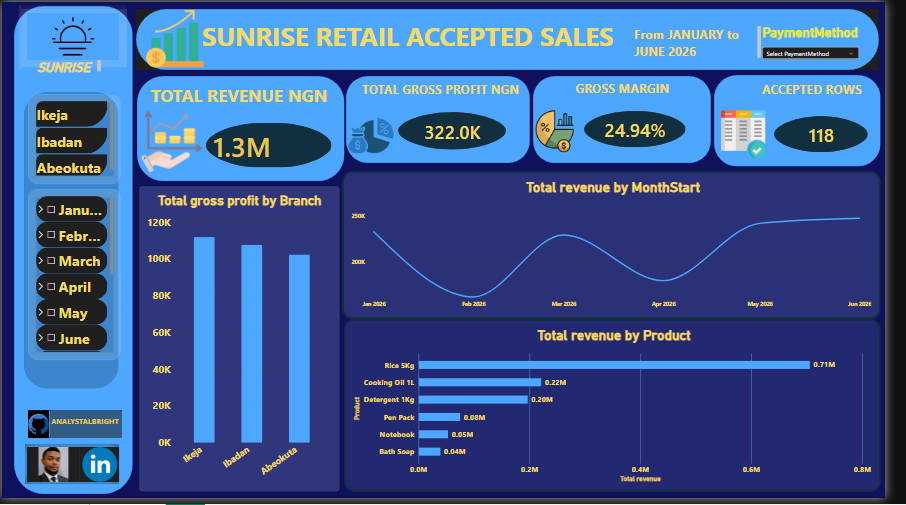 SUNRISE
SUNRISE RETAIL ACCEPTED SALES
From JANUARY to
JUNE 2026
PaymentMethod
Select PaymentMethod
Ikeja
Ibadan
Abeokuta
Janu...
Febr...
March
April
May
June
ANALYSTALBRIGHT
in
TOTAL REVENUE NGN
1.3M
TOTAL GROSS PROFIT NGN
322.0K
GROSS MARGIN
24.94%
ACCEPTED ROWS
118
Total gross profit by Branch
120K
100K
80K
60K
40K
20K
0K
Ikeja
Ibadan
Abeokuta
Total revenue by MonthStart
250K
200K
Jan 2026
Feb 2026
Mar 2026
Apr 2026
May 2026
Jun 2026
Total revenue by Product
Product
Rice 5Kg 0.71M
Cooking Oil 1L 0.22M
Detergent 1Kg 0.20M
Pen Pack 0.08M
Notebook 0.05M
Bath Soap 0.04M
0.0M 0.2M 0.4M 0.6M 0.8M
Total revenue